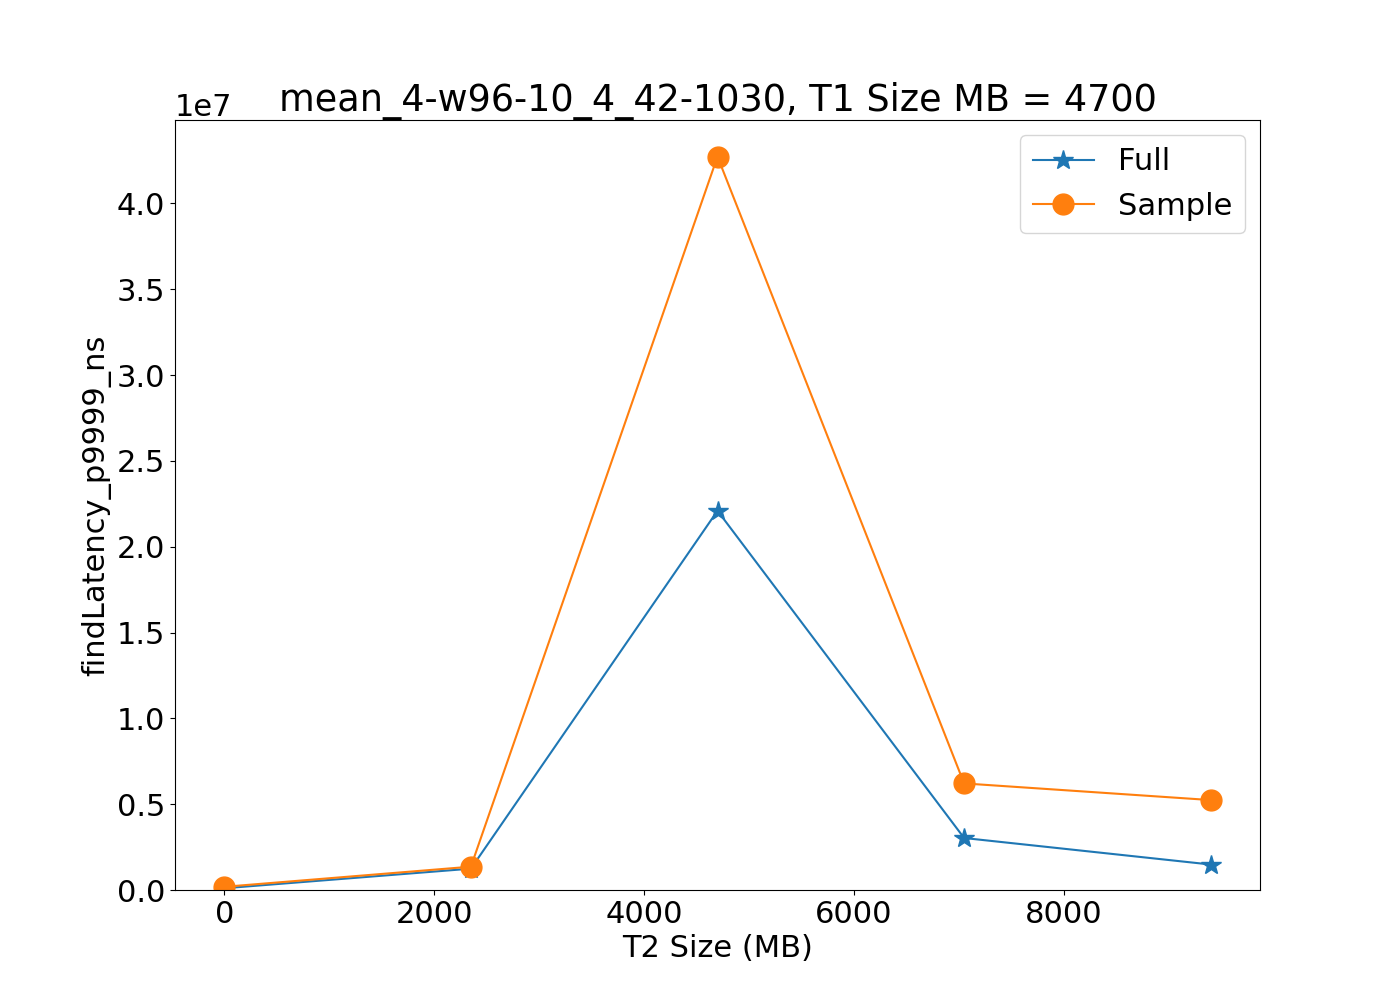 mean_4-w96-10_4_42-1030, T1 Size MB = 4700
1e7
Full
Sample
4.0
3.5
3.0
2.5
2.0
1.5
1.0
0.5
0.0
findLatency_p9999_ns
0 2000 4000 6000 8000
T2 Size (MB)